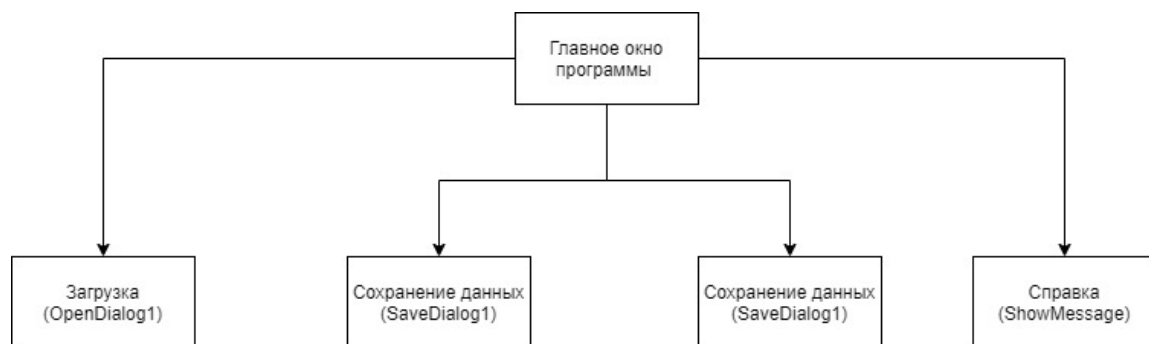 Главное окно
программы
Загрузка
(OpenDialog1)
Сохранение данных
(SaveDialog1)
Сохранение данных
(SaveDialog1)
Справка
(ShowMessage)